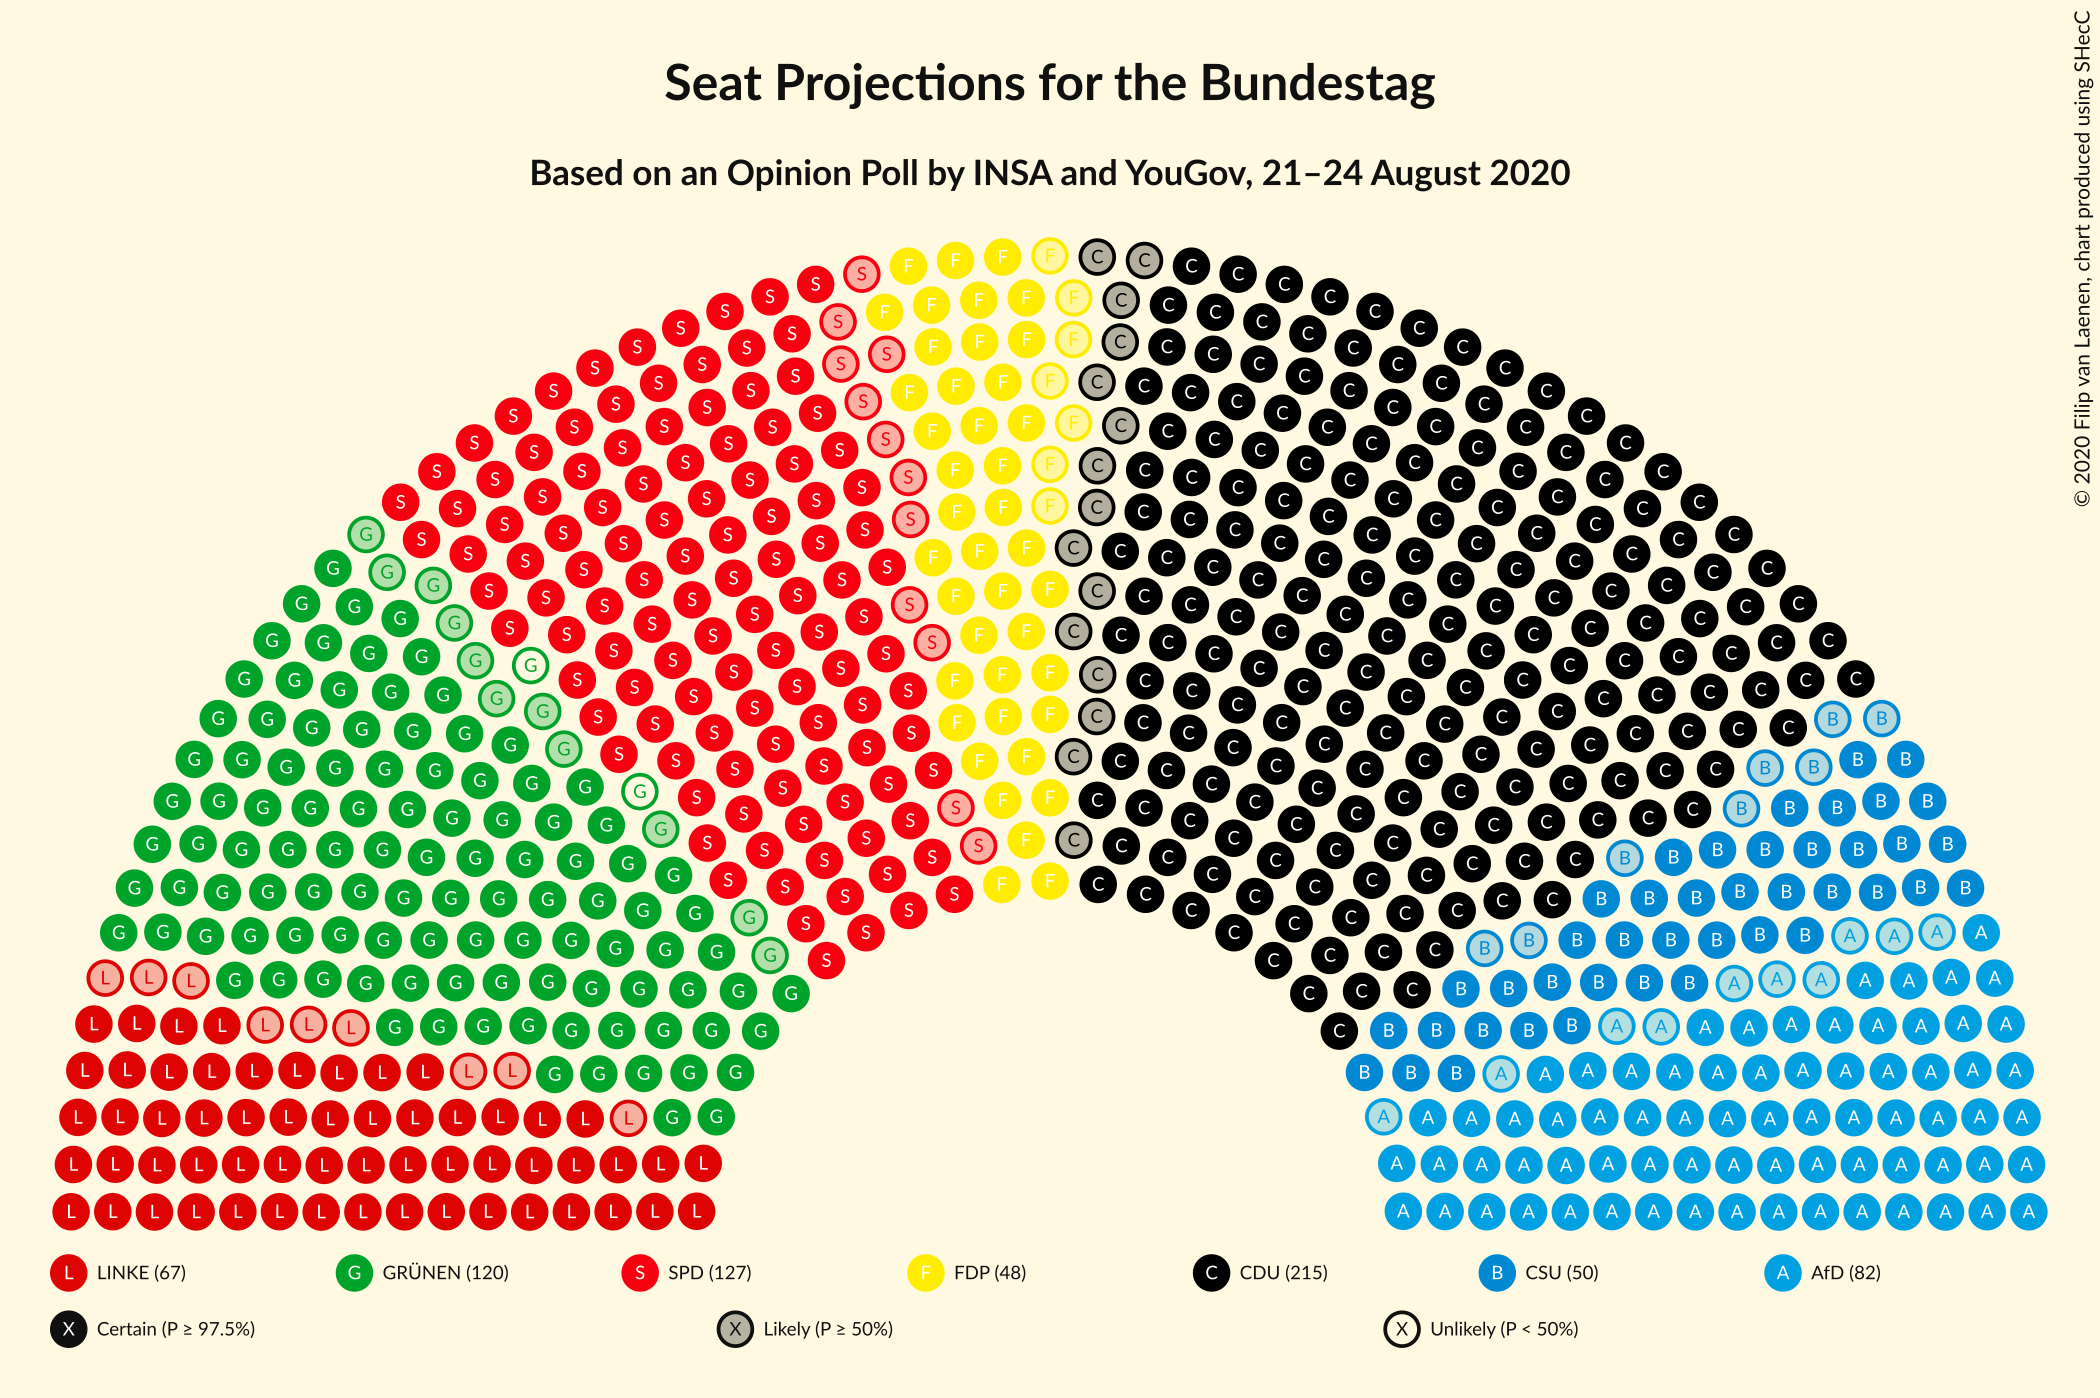 Seat Projections for the Bundestag
Based on an Opinion Poll by INSA and YouGov, 21–24 August 2020
© 2020 Filip van Laenen, chart produced using SHecC
L LINKE (67) G GRÜNEN (120) S SPD (127) F FDP (48) C CDU (215) B CSU (50) A AfD (82)
X Certain (P ≥ 97.5%) X Likely (P ≥ 50%) X Unlikely (P < 50%)